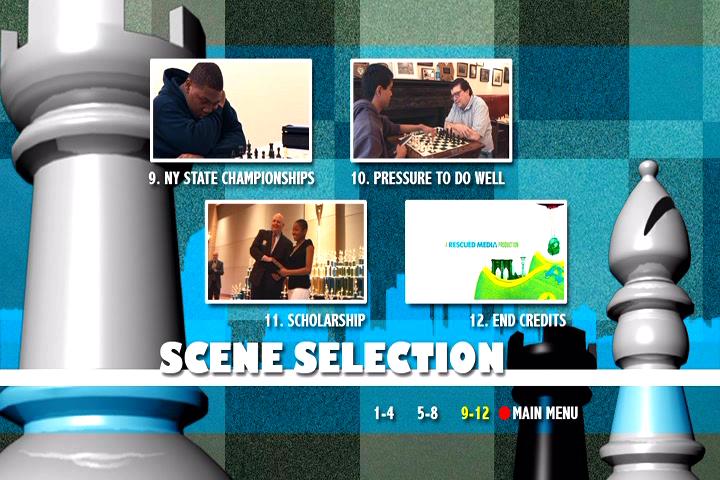 9. NY STATE CHAMPIONSHIPS
10. PRESSURE TO DO WELL
A RESCUED MEDIA PRODUCTION
11. SCHOLARSHIP
12. END CREDITS
SCENE SELECTION
1-4 5-8 9-12 MAIN MENU